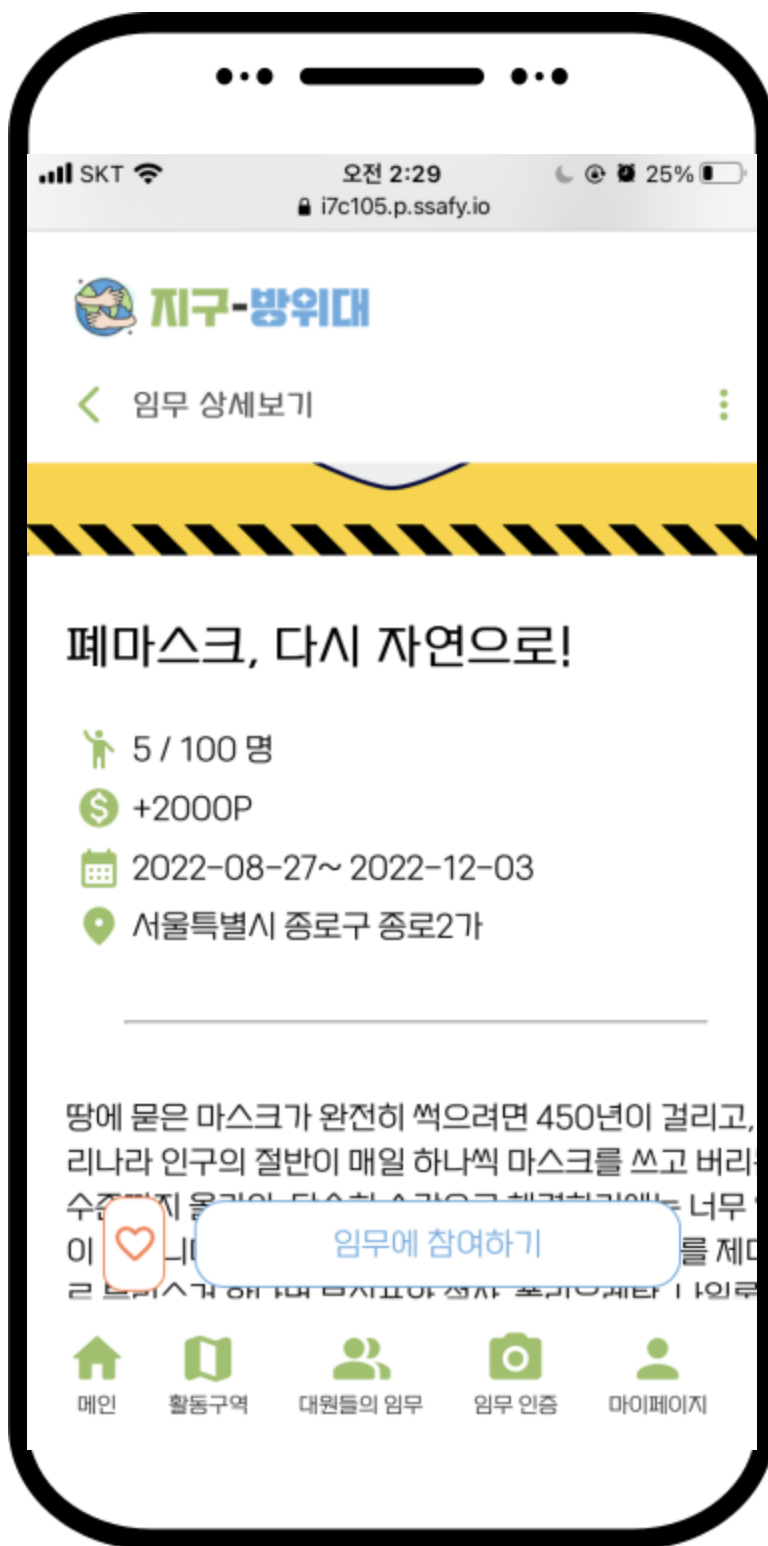 SKT 오전 2:29 25%
i7c105.p.ssafy.io
지구-방위대
임무 상세보기
폐마스크, 다시 자연으로!
5 / 100 명
+2000P
2022-08-27~ 2022-12-03
서울특별시 종로구 종로2가
땅에 묻은 마스크가 완전히 썩으려면 450년이 걸리고,
리나라 인구의 절반이 매일 하나씩 마스크를 쓰고 버리
너무
이 를
임무에 참여하기
메인 활동구역 대원들의 임무 임무 인증 마이페이지